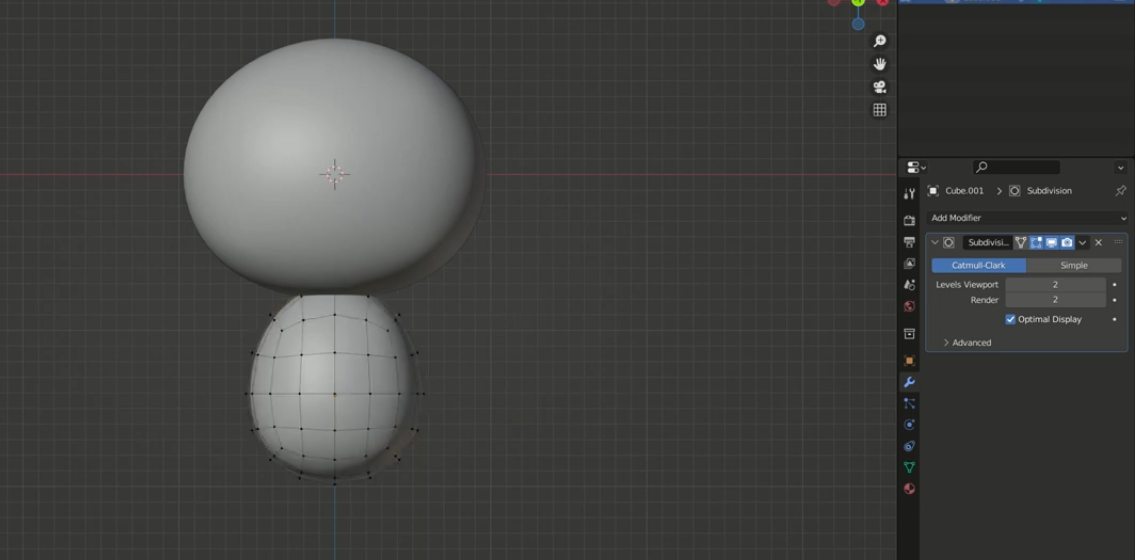 Cube.001 > Subdivision
Add Modifier
Subdivisi...
Catmull-Clark Simple
Levels Viewport 2
Render 2
Optimal Display
Advanced